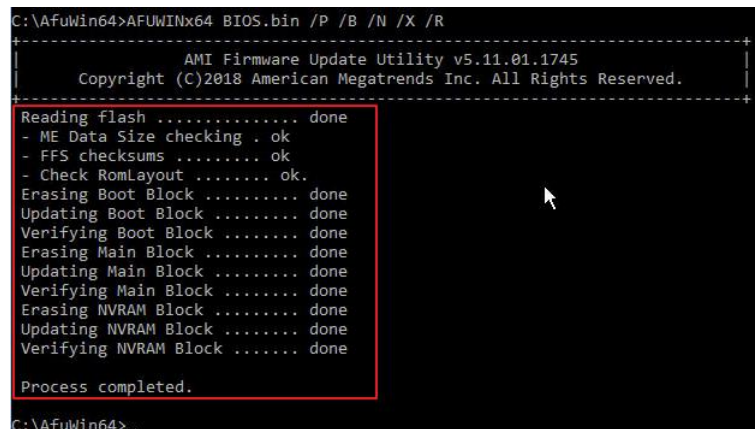 C:\AfuWin64>AFUWINx64 BIOS.bin /P /B /N /X /R
+---------------------------------------------------------------------------+
| AMI Firmware Update Utility v5.11.01.1745 |
| Copyright (C)2018 American Megatrends Inc. All Rights Reserved. |
+---------------------------------------------------------------------------+
Reading flash ............... done
- ME Data Size checking . ok
- FFS checksums ......... ok
- Check RomLayout ........ ok.
Erasing Boot Block .......... done
Updating Boot Block ......... done
Verifying Boot Block ........ done
Erasing Main Block .......... done
Updating Main Block ......... done
Verifying Main Block ........ done
Erasing NVRAM Block ......... done
Updating NVRAM Block ........ done
Verifying NVRAM Block ....... done
Process completed.
C:\AfuWin64>